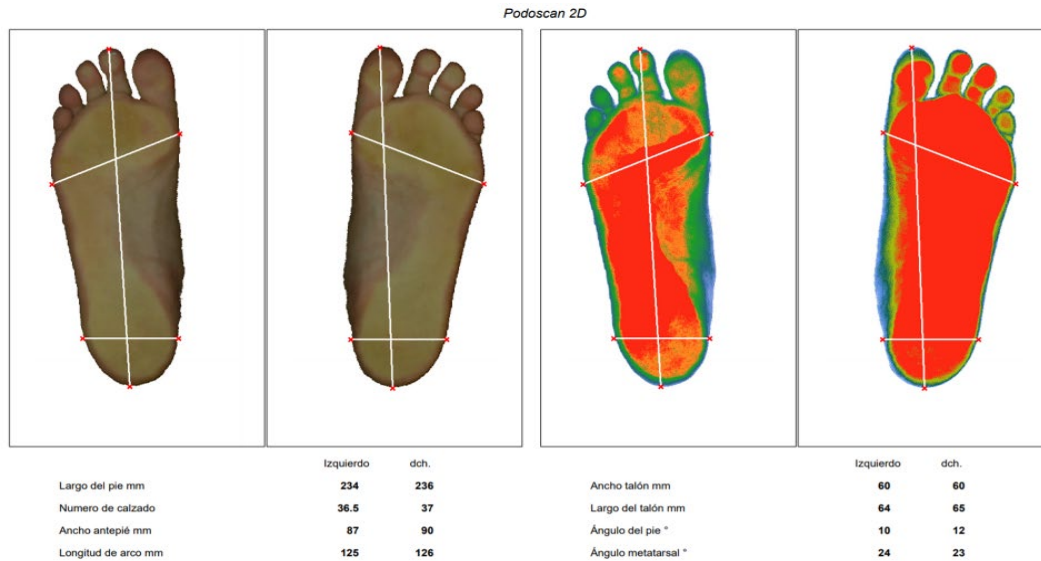 Podoscan 2D
Izquierdo dch.
Largo del pie mm 234 236
Numero de calzado 36.5 37
Ancho antepié mm 87 90
Longitud de arco mm 125 126
Izquierdo dch.
Ancho talón mm 60 60
Largo del talón mm 64 65
Ángulo del pie ° 10 12
Ángulo metatarsal ° 24 23